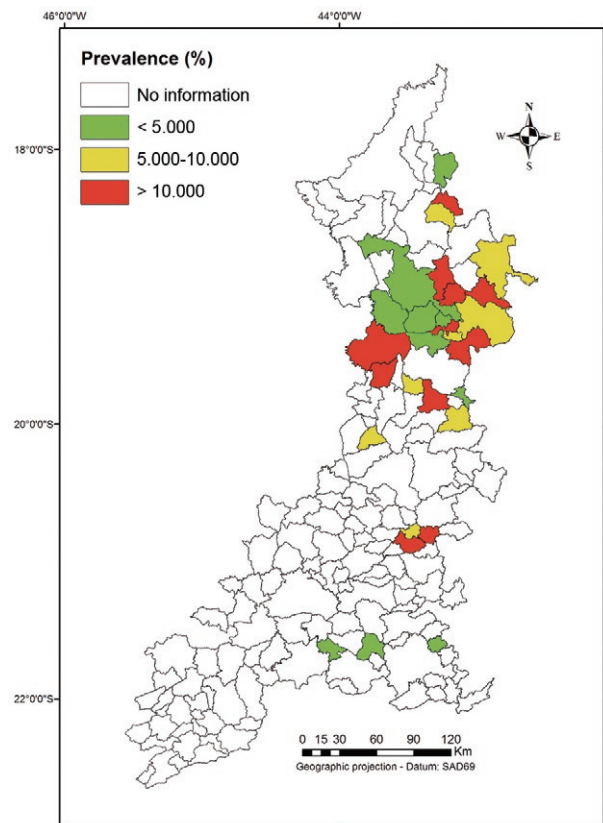 46°0'0"W
44°0'0"W
Prevalence (%)
No information
< 5.000
5.000-10.000
> 10.000
N
W
E
S
18°0'0"S
20°0'0"S
22°0'0"S
0 15 30 60 90 120
Km
Geographic projection - Datum: SAD69